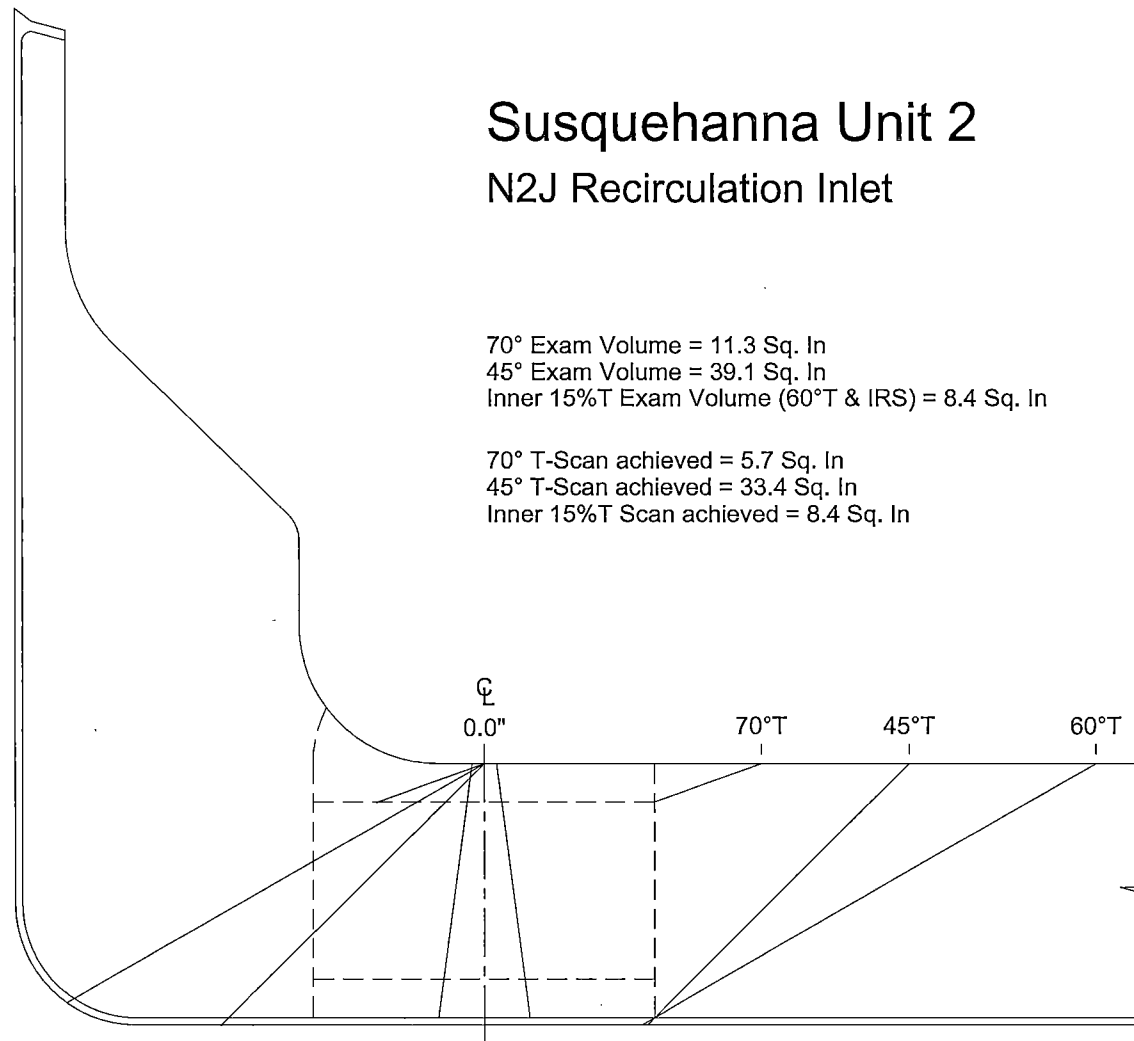 Susquehanna Unit 2
N2J Recirculation Inlet
70° Exam Volume = 11.3 Sq. In
45° Exam Volume = 39.1 Sq. In
Inner 15%T Exam Volume (60°T & IRS) = 8.4 Sq. In
70° T-Scan achieved = 5.7 Sq. In
45° T-Scan achieved = 33.4 Sq. In
Inner 15%T Scan achieved = 8.4 Sq. In
℄
0.0" 70°T 45°T 60°T